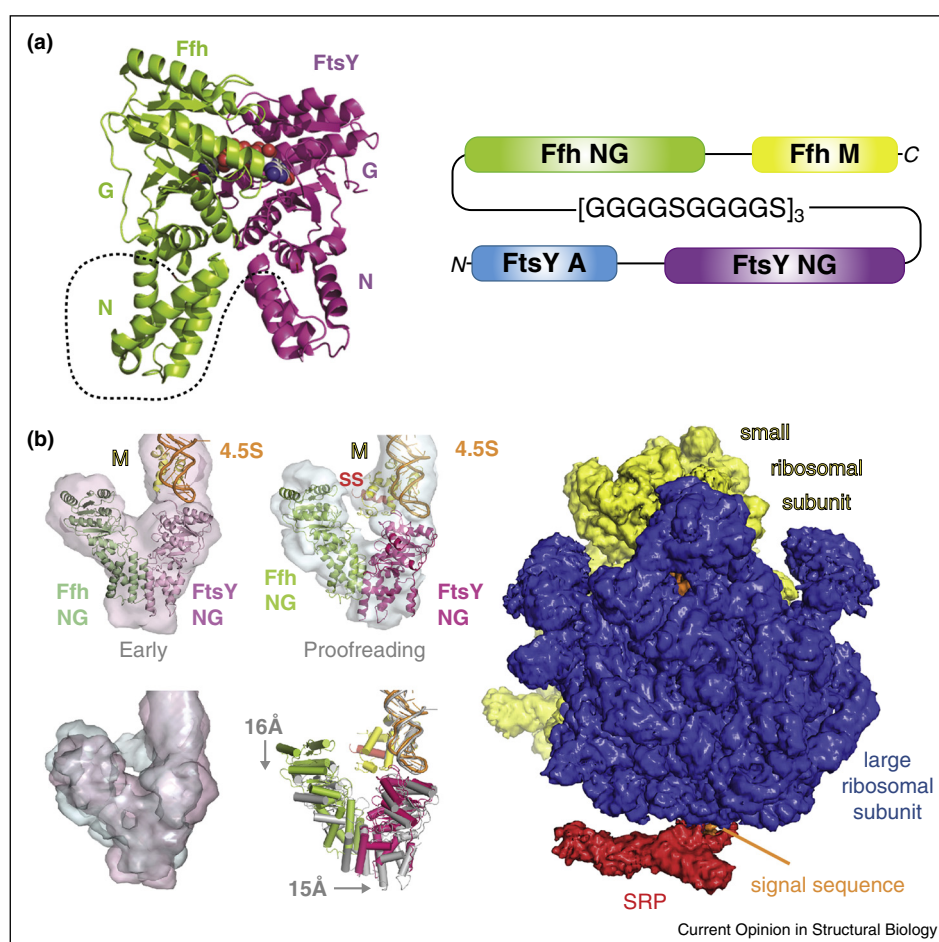 (a)
Ffh
FtsY
G
G
N
N
Ffh NG
Ffh M
C
[GGGGSGGGGS]3
N
FtsY A
FtsY NG
(b)
M
4.5S
Ffh
NG
FtsY
NG
Early
M
4.5S
SS
Ffh
NG
FtsY
NG
Proofreading
16Å
15Å
small
ribosomal
subunit
large
ribosomal
subunit
signal sequence
SRP
Current Opinion in Structural Biology